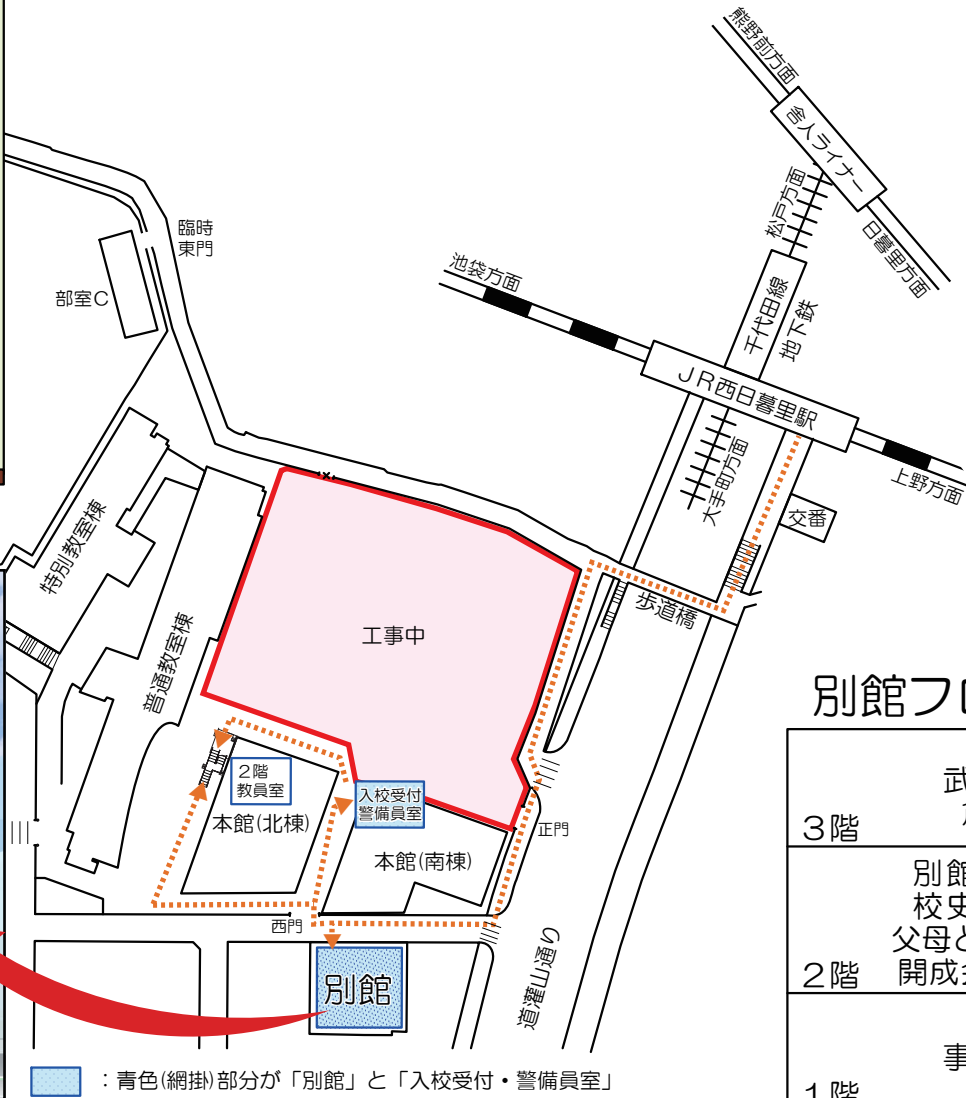 熊野前方面
舎人ライナー
日暮里方面
松戸方面
千代田線
地下鉄
池袋方面
JR西日暮里駅
大手町方面
上野方面
交番
歩道橋
臨時
東門
部室C
特別教室棟
普通教室棟
工事中
2階
教員室
本館(北棟)
入校受付
警備員室
本館(南棟)
正門
西門
別館
道灌山通り
:青色(網掛)部分が「別館」と「入校受付・警備員室」
別館フ
武
3階
別館
校史
父母と
2階 開成会
事
1階